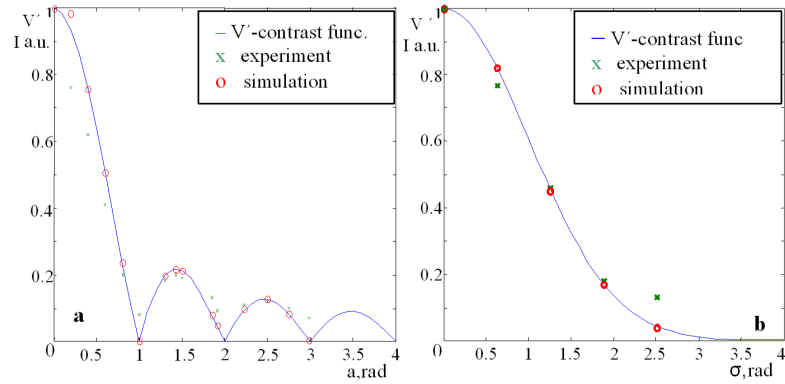 V´
I a.u.
1
0.8
0.6
0.4
0.2
0
– V´-contrast func.
x experiment
o simulation
a
0 0.5 1 1.5 2 2.5 3 3.5 4
a,rad
V´
I a.u.
1
0.8
0.6
0.4
0.2
0
— V´-contrast func
x experiment
o simulation
b
0 0.5 1 1.5 2 2.5 3 3.5 4
σ,rad